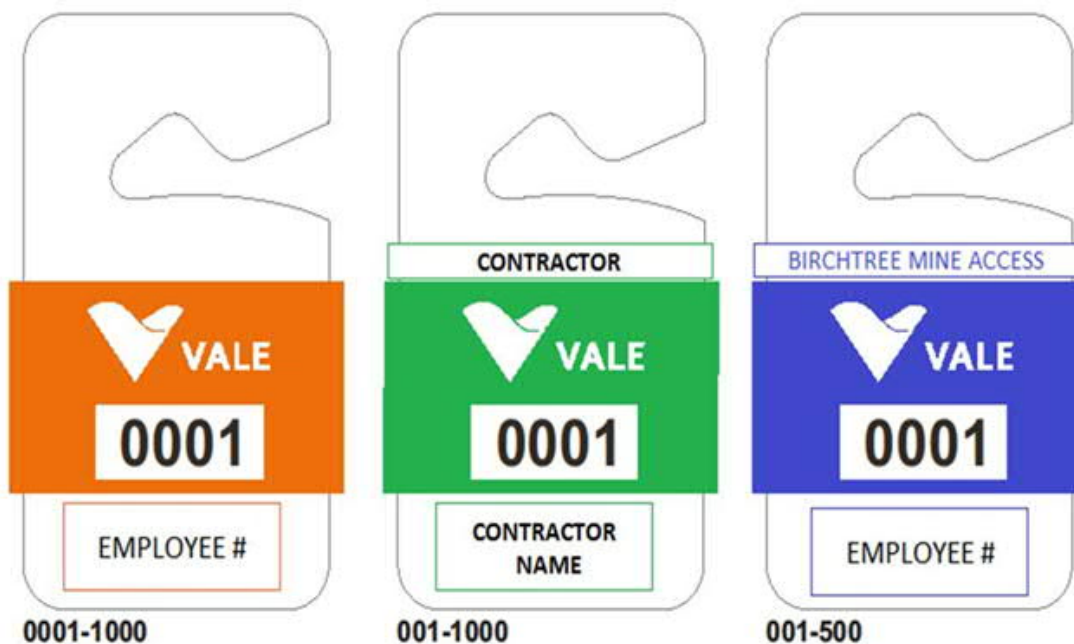 VALE
0001
EMPLOYEE #
0001-1000
CONTRACTOR
VALE
0001
CONTRACTOR
NAME
001-1000
BIRCHTREE MINE ACCESS
VALE
0001
EMPLOYEE #
001-500